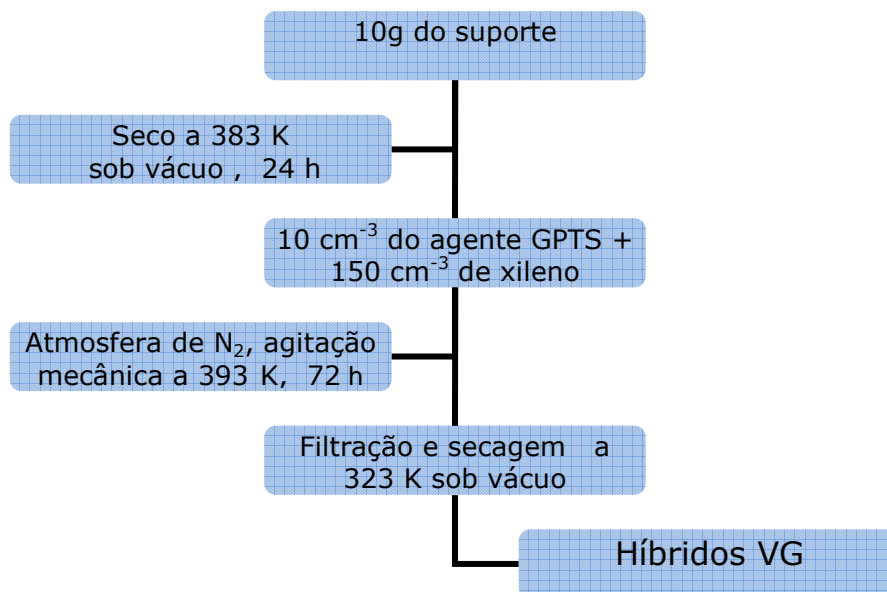 10g do suporte
Seco a 383 K
sob vácuo , 24 h
10 cm⁻³ do agente GPTS +
150 cm⁻³ de xileno
Atmosfera de N₂, agitação
mecânica a 393 K, 72 h
Filtração e secagem a
323 K sob vácuo
Híbridos VG